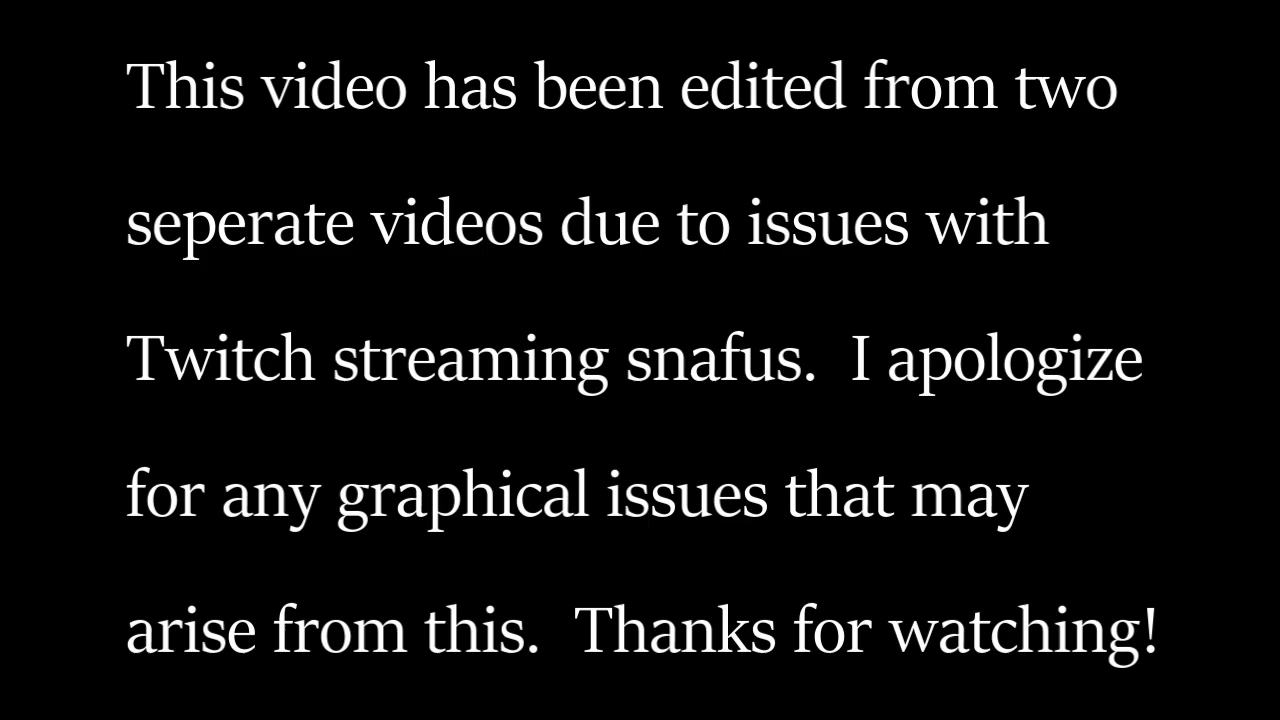 This video has been edited from two
seperate videos due to issues with
Twitch streaming snafus.  I apologize
for any graphical issues that may
arise from this.  Thanks for watching!